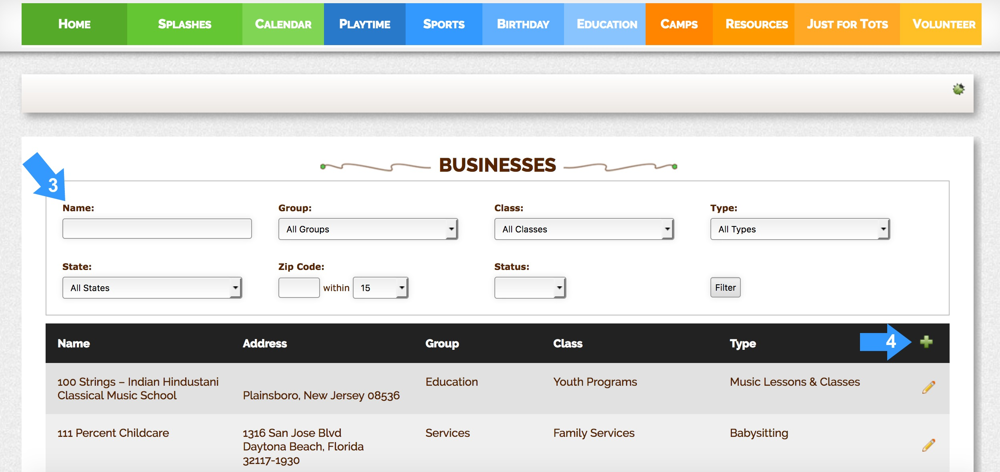 Home Splashes Calendar Playtime Sports Birthday Education Camps Resources Just for Tots Volunteer
BUSINESSES
3
Name: Group: Class: Type:
All Groups All Classes All Types
State: Zip Code: Status:
All States within 15 Filter
Name Address Group Class Type 4
100 Strings – Indian Hindustani Education Youth Programs Music Lessons & Classes
Classical Music School Plainsboro, New Jersey 08536
111 Percent Childcare 1316 San Jose Blvd Services Family Services Babysitting
Daytona Beach, Florida
32117-1930